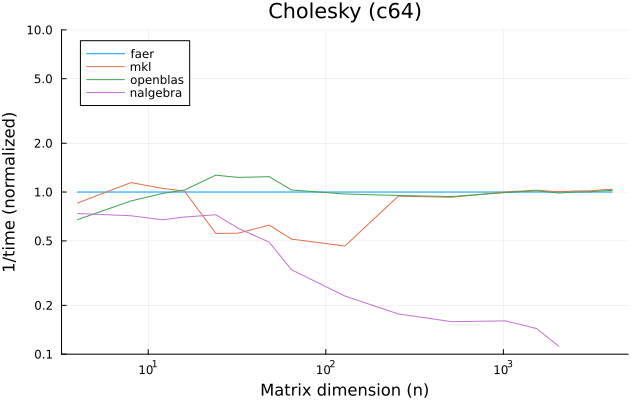 Cholesky (c64)
10.0
5.0
2.0
1.0
0.5
0.2
0.1
1/time (normalized)
faer
mkl
openblas
nalgebra
10¹
10²
10³
Matrix dimension (n)